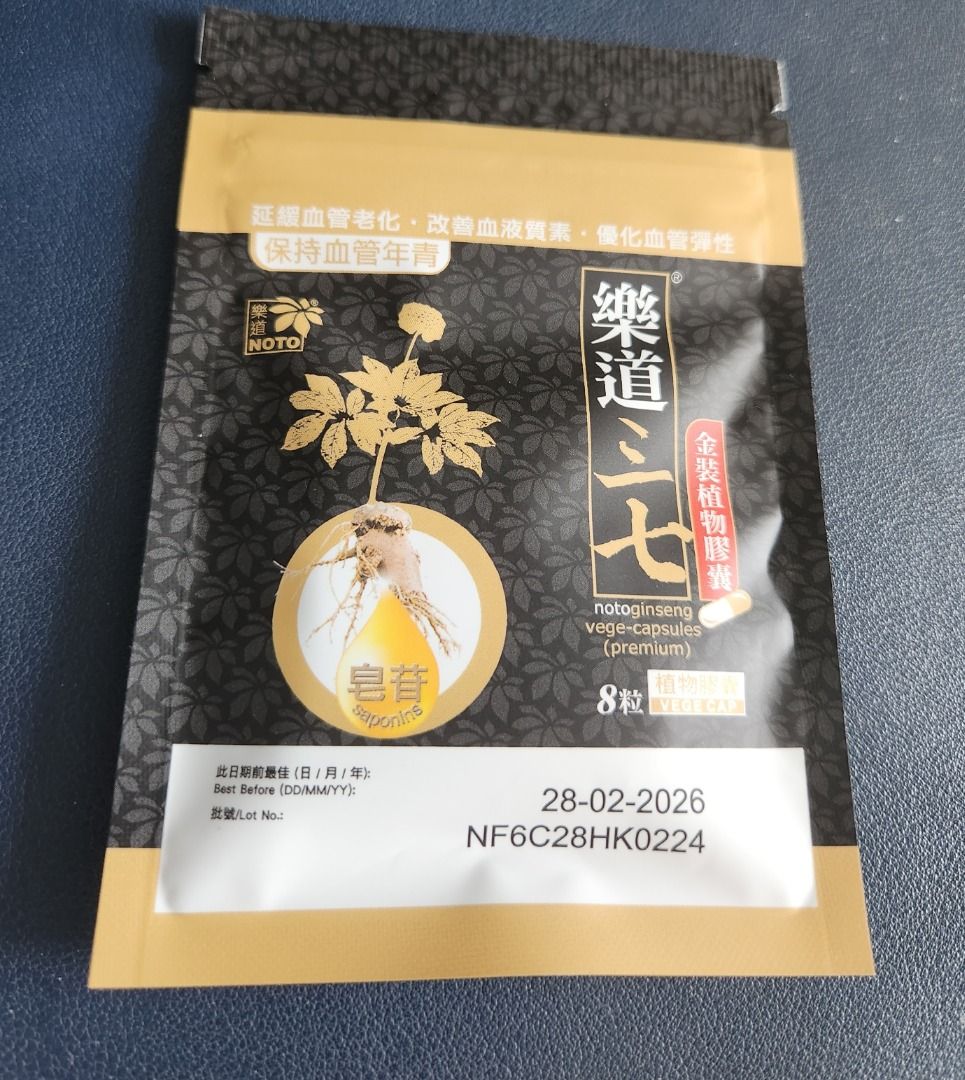 延緩血管老化・改善血液質素・優化血管彈性
保持血管年青
樂道
NOTO®
樂道三七®
金裝植物膠囊
notoginseng
vege-capsules
(premium)
8粒
植物膠囊
VEGE CAP
皂苷
saponins
此日期前最佳 (日 / 月 / 年):
Best Before (DD/MM/YY):
28-02-2026
批號/Lot No.:
NF6C28HK0224